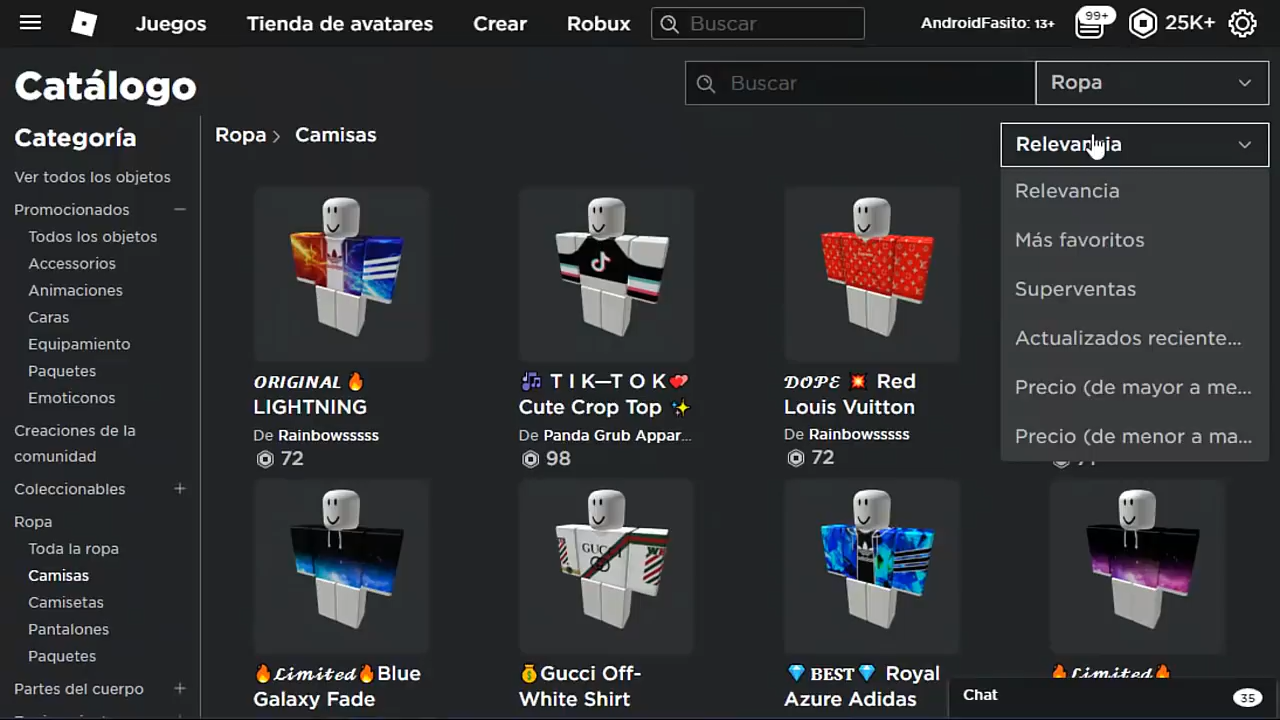 Juegos Tienda de avatares Crear Robux Buscar AndroidFasito: 13+ 99+ 25K+
Catálogo
Buscar
Ropa
Categoría
Ropa > Camisas
Relevancia
Relevancia
Más favoritos
Superventas
Actualizados reciente...
Precio (de mayor a me...
Precio (de menor a ma...
Ver todos los objetos
Promocionados
Todos los objetos
Accessorios
Animaciones
Caras
Equipamiento
Paquetes
Emoticonos
Creaciones de la
comunidad
Coleccionables
Ropa
Toda la ropa
Camisas
Camisetas
Pantalones
Paquetes
Partes del cuerpo
𝑶𝑹𝑰𝑮𝑰𝑵𝑨𝑳 🔥
LIGHTNING
De Rainbowsssss
72
🎶 T I K—T O K💞
Cute Crop Top ✨
De Panda Grub Appar...
98
𝓓𝓞𝓟𝓔 💥 Red
Louis Vuitton
De Rainbowsssss
72
GUCCI
🔥𝓛𝓲𝓶𝓲𝓽𝓮𝓭🔥Blue
Galaxy Fade
💰Gucci Off-
White Shirt
💎 𝐁𝐄𝐒𝐓💎 Royal
Azure Adidas
🔥𝓛𝓲𝓶𝓲𝓽𝓮𝓭🔥
Chat 35